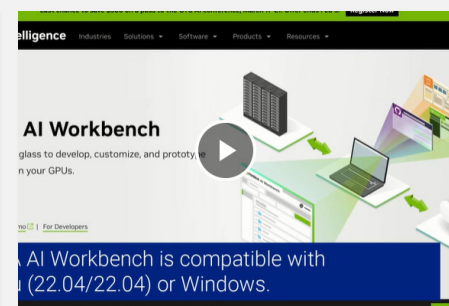 elligence Industries Solutions Software Products Resources
Register Now
AI Workbench
glass to develop, customize, and prototype
n your GPUs.
mo | For Developers
AI Workbench is compatible with
u (22.04/22.04) or Windows.